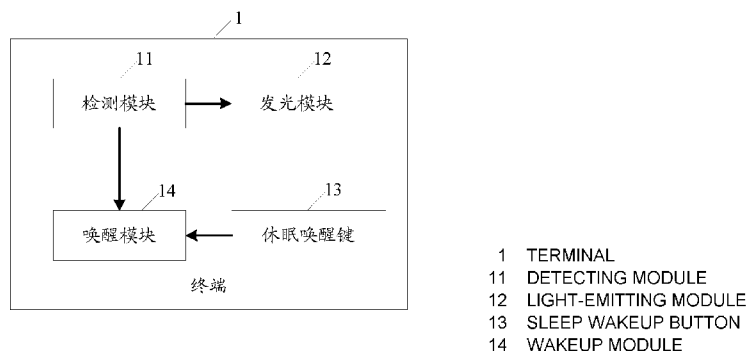 1
11
12
检测模块
发光模块
14
13
唤醒模块
休眠唤醒键
终端
1 TERMINAL
11 DETECTING MODULE
12 LIGHT-EMITTING MODULE
13 SLEEP WAKEUP BUTTON
14 WAKEUP MODULE